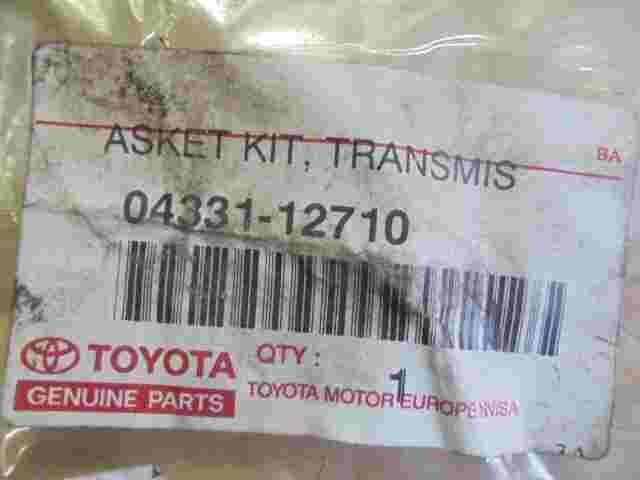 BA
ASKET KIT, TRANSMIS
04331-12710
TOYOTA
GENUINE PARTS
QTY :
1
TOYOTA MOTOR EUROPE NV/SA